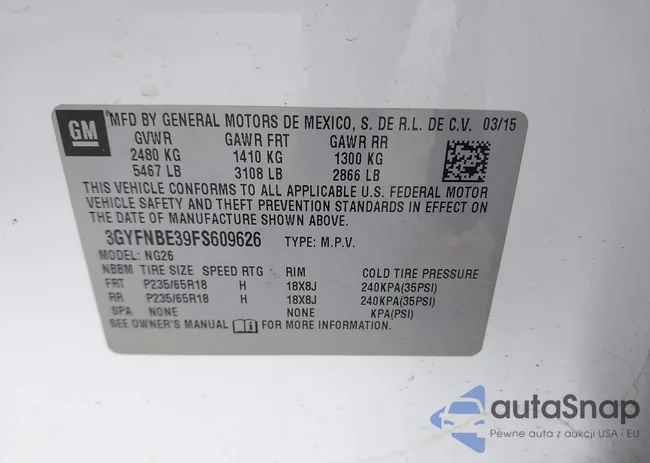 GM MFD BY GENERAL MOTORS DE MEXICO, S. DE R.L. DE C.V. 03/15
GVWR GAWR FRT GAWR RR
2480 KG 1410 KG 1300 KG
5467 LB 3108 LB 2866 LB
THIS VEHICLE CONFORMS TO ALL APPLICABLE U.S. FEDERAL MOTOR
VEHICLE SAFETY AND THEFT PREVENTION STANDARDS IN EFFECT ON
THE DATE OF MANUFACTURE SHOWN ABOVE.
3GYFNBE39FS609626 TYPE: M.P.V.
MODEL: NG26
NBBM TIRE SIZE SPEED RTG RIM COLD TIRE PRESSURE
FRT P235/65R18 H 18X8J 240KPA(35PSI)
RR P235/65R18 H 18X8J 240KPA(35PSI)
SPA NONE NONE KPA(PSI)
SEE OWNER'S MANUAL FOR MORE INFORMATION.
autaSnap
Pewne auta z aukcji USA i EU